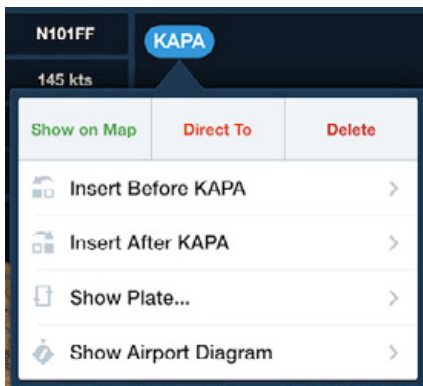 N101FF
KAPA
145 kts
Show on Map Direct To Delete
Insert Before KAPA
Insert After KAPA
Show Plate...
Show Airport Diagram